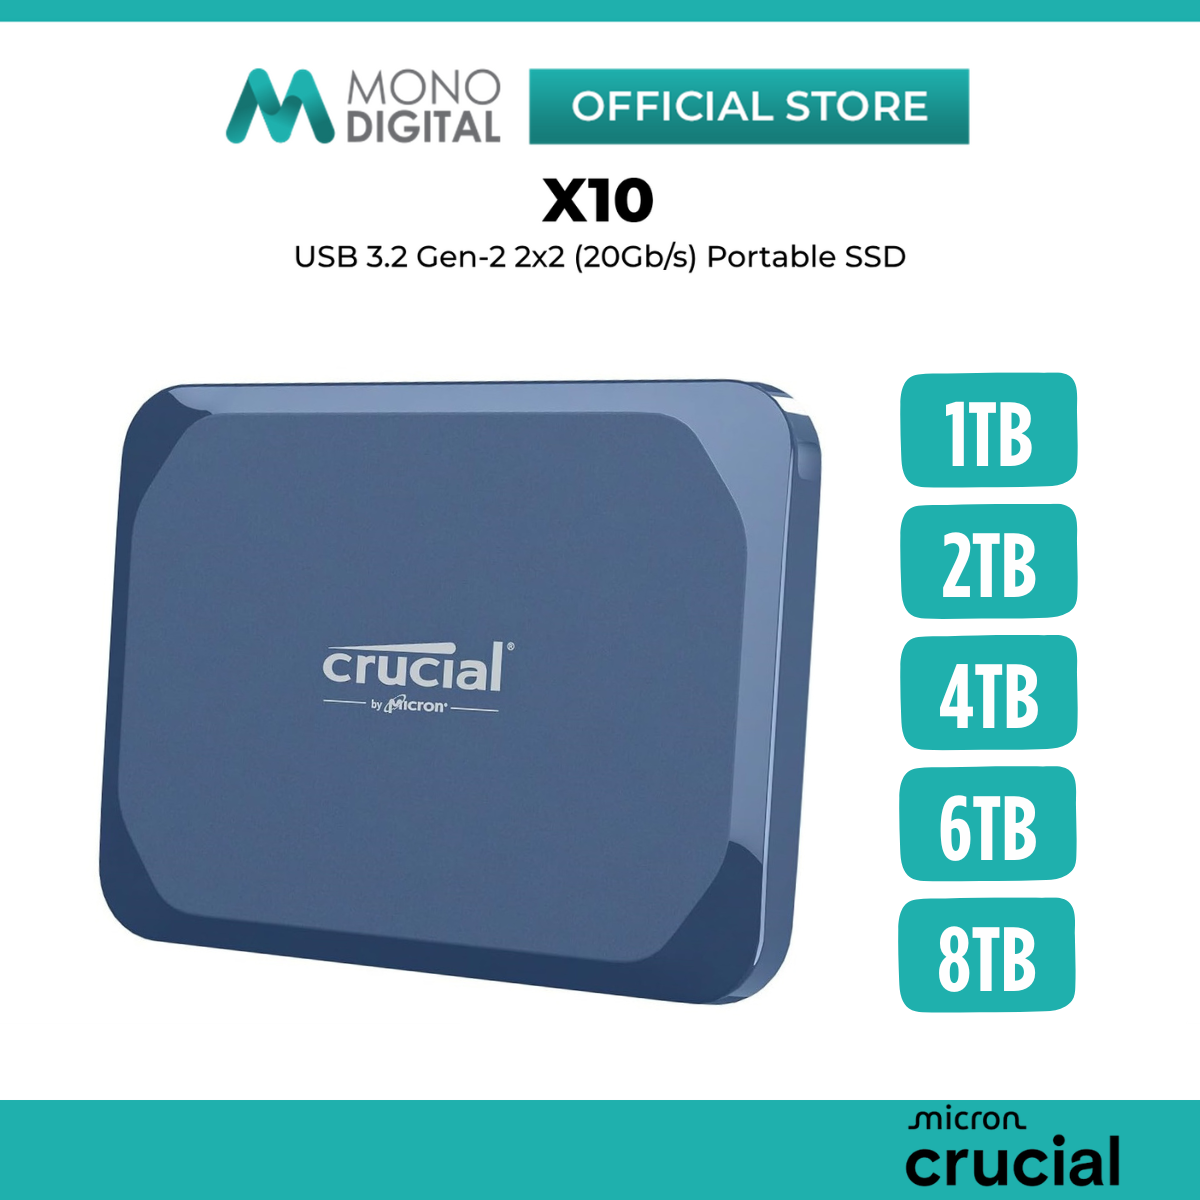 MONO
DIGITAL
OFFICIAL STORE
X10
USB 3.2 Gen-2 2x2 (20Gb/s) Portable SSD
1TB
2TB
4TB
6TB
8TB
crucial®
by Micron®
micron
crucial